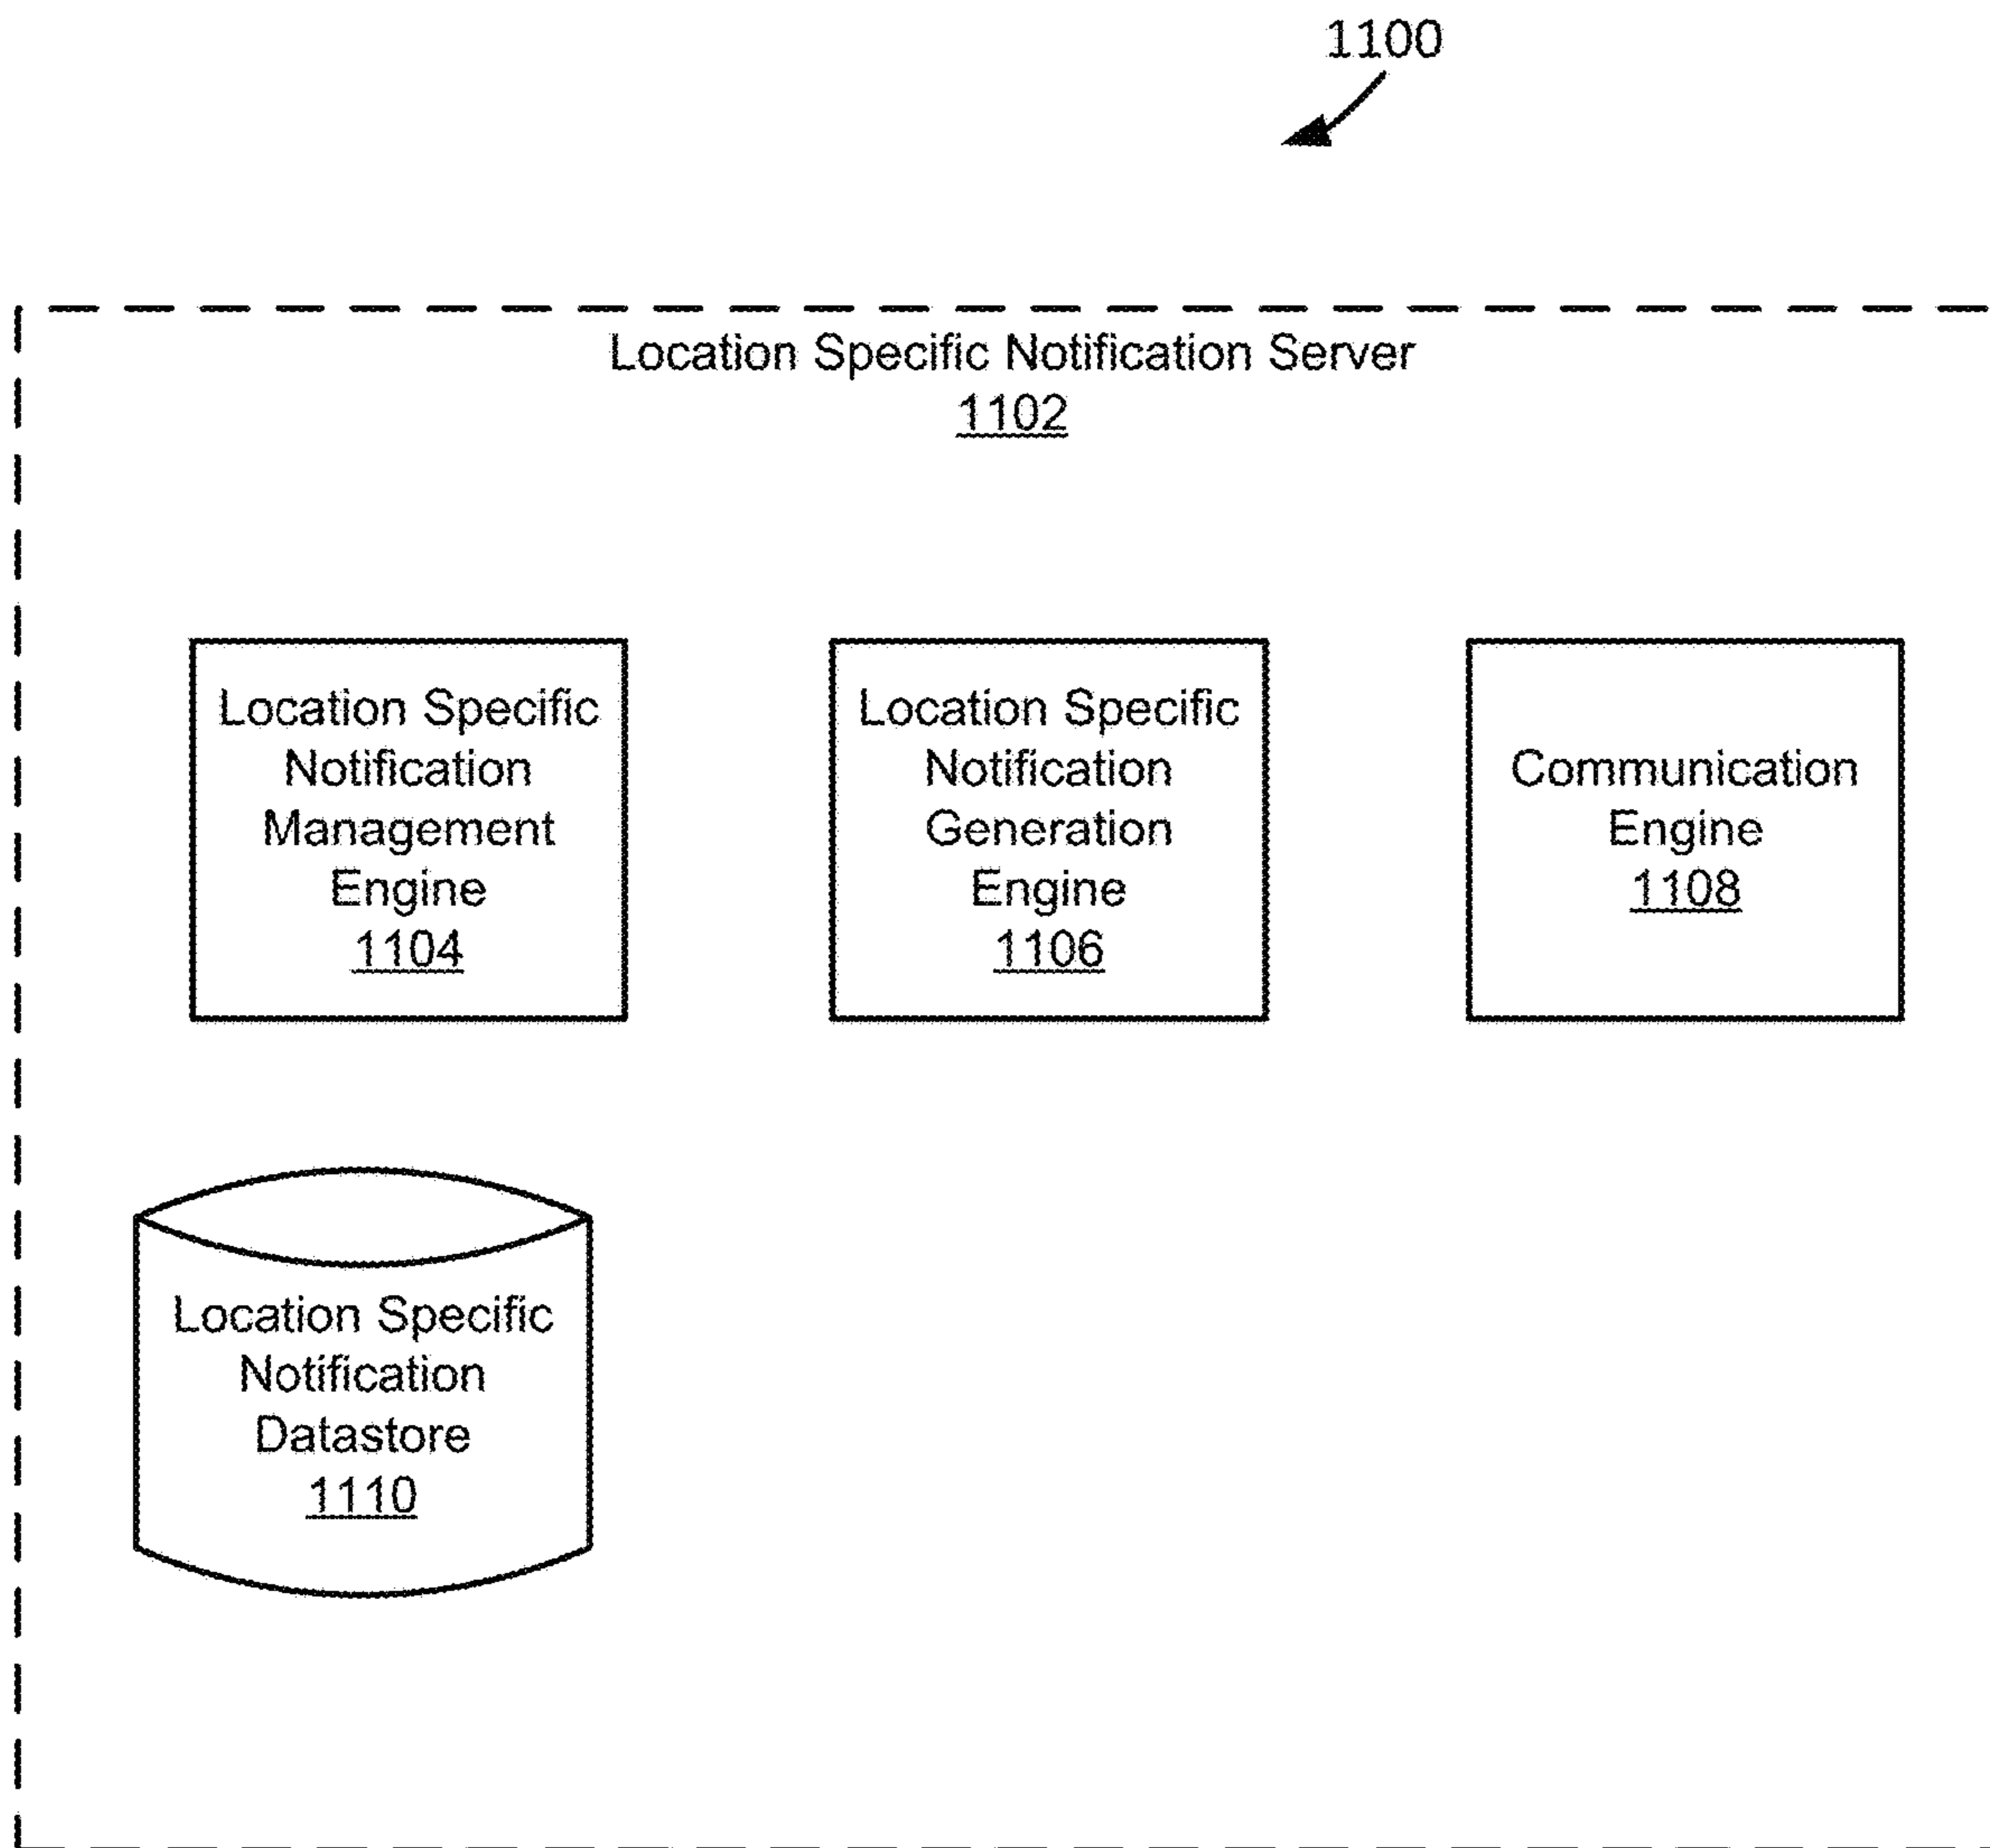 1100
Location Specific Notification Server
1102
Location Specific
Notification
Management
Engine
1104
Location Specific
Notification
Generation
Engine
1106
Communication
Engine
1108
Location Specific
Notification
Datastore
1110